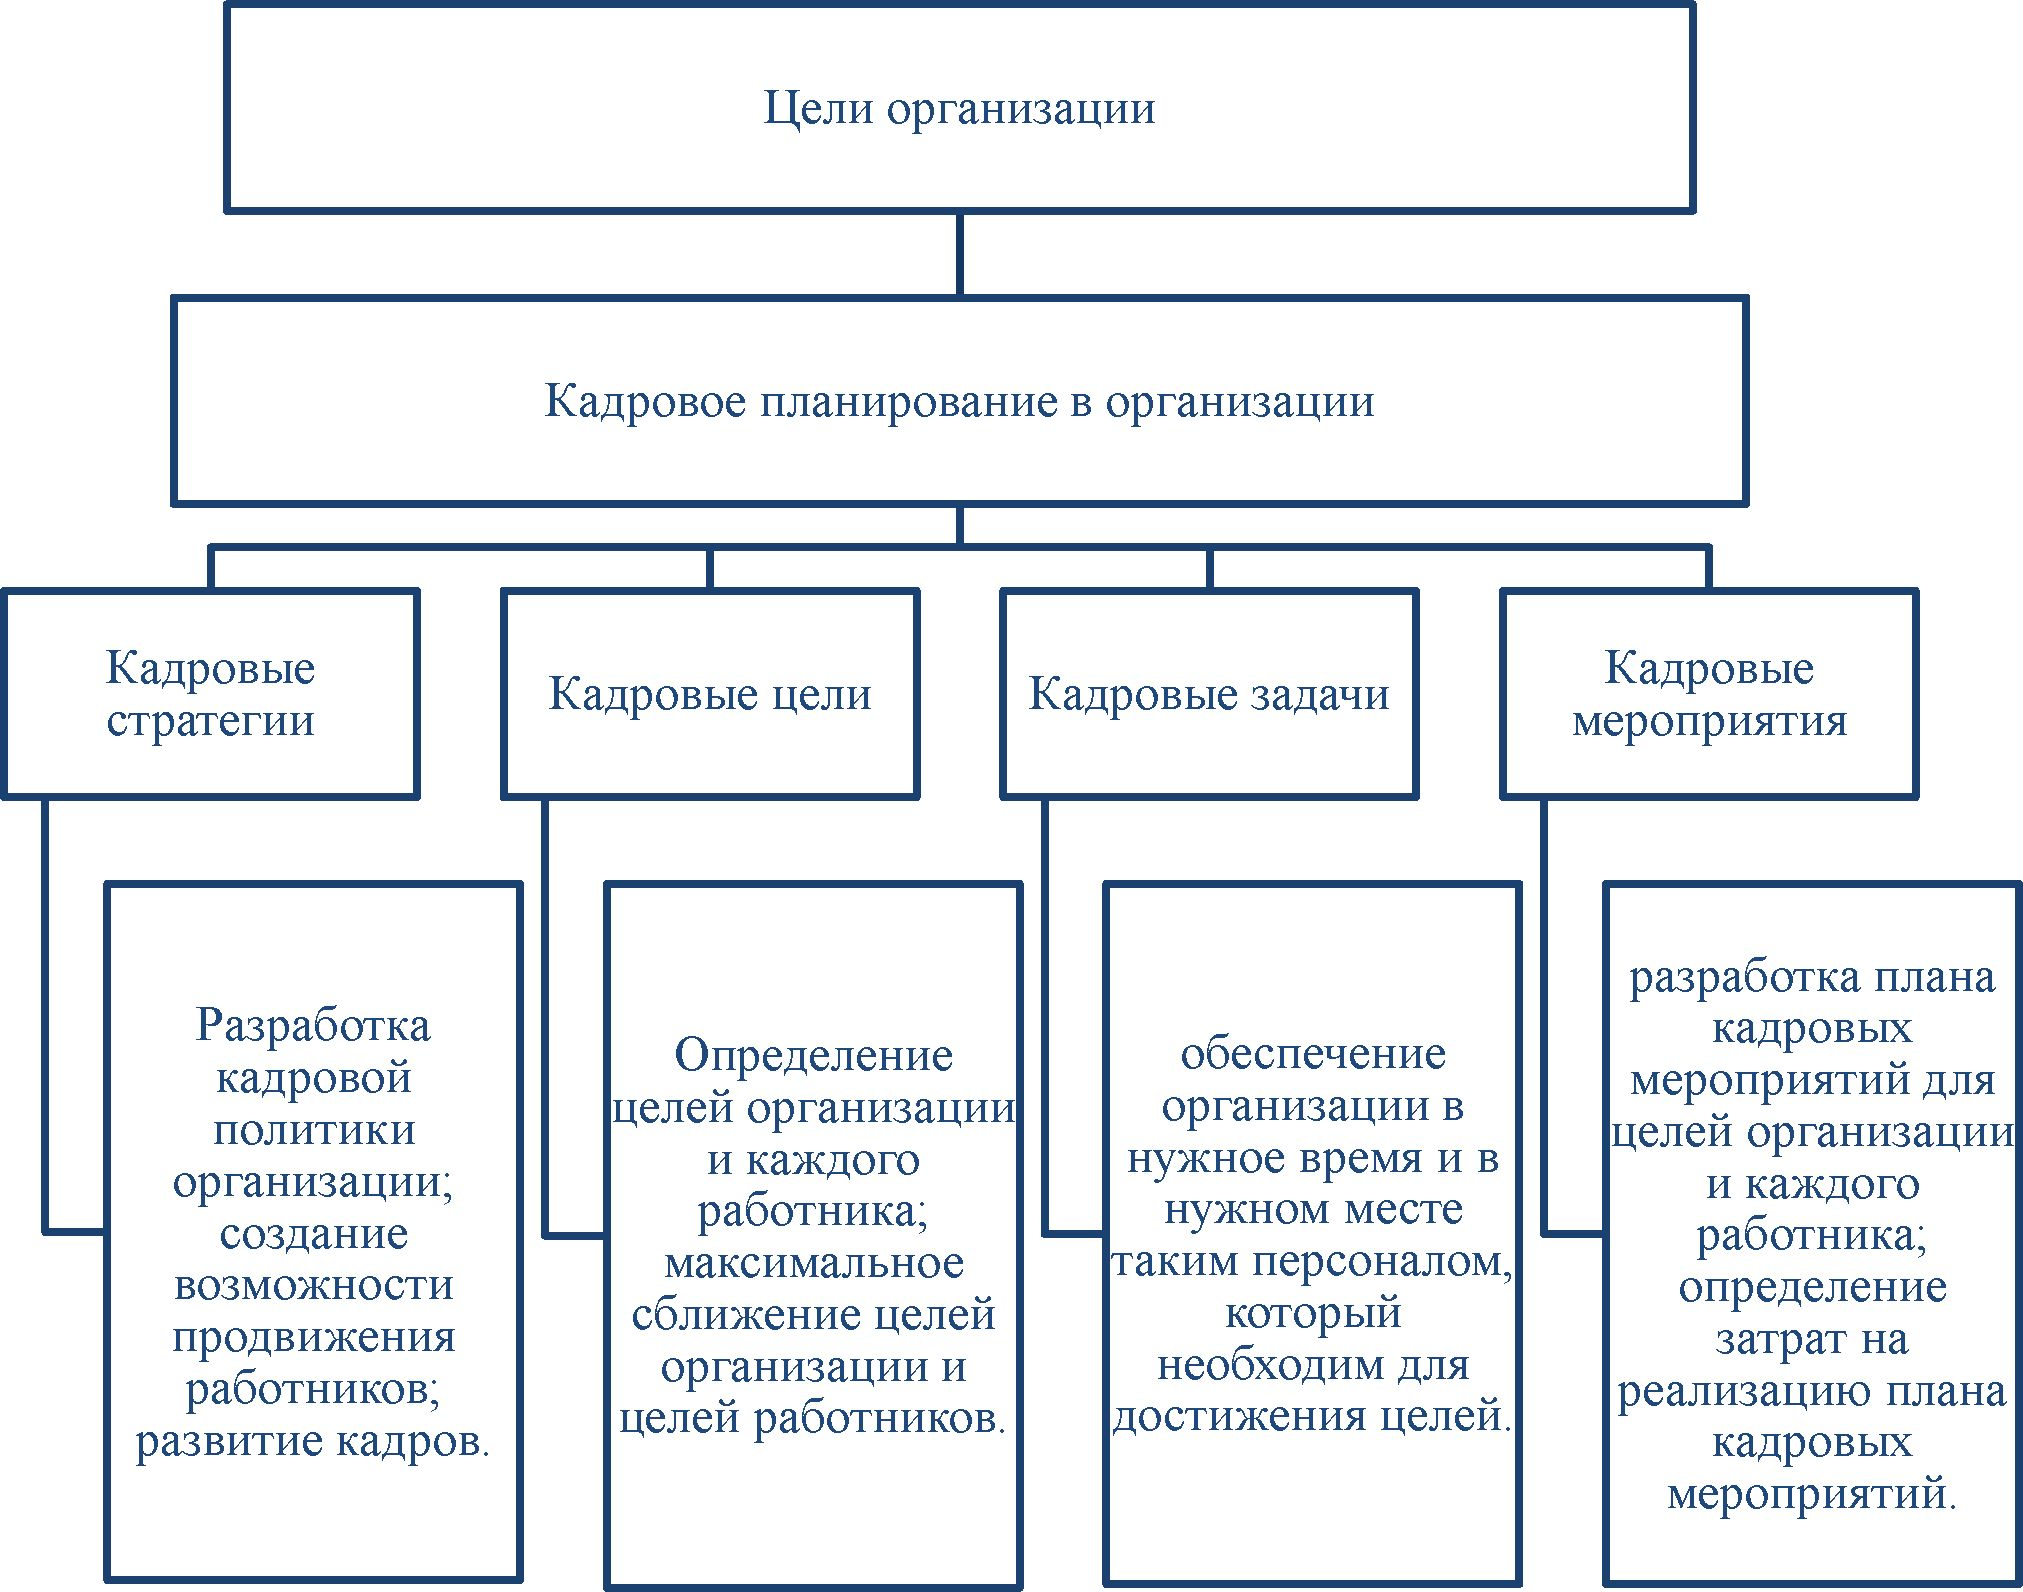 Цели организации
Кадровое планирование в организации
Кадровые
стратегии
Кадровые цели
Кадровые задачи
Кадровые
мероприятия
Разработка
кадровой
политики
организации;
создание
возможности
продвижения
работников;
развитие кадров.
Определение
целей организации
и каждого
работника;
максимальное
сближение целей
организации и
целей работников.
обеспечение
организации в
нужное время и в
нужном месте
таким персоналом,
который
необходим для
достижения целей.
разработка плана
кадровых
мероприятий для
целей организации
и каждого
работника;
определение
затрат на
реализацию плана
кадровых
мероприятий.